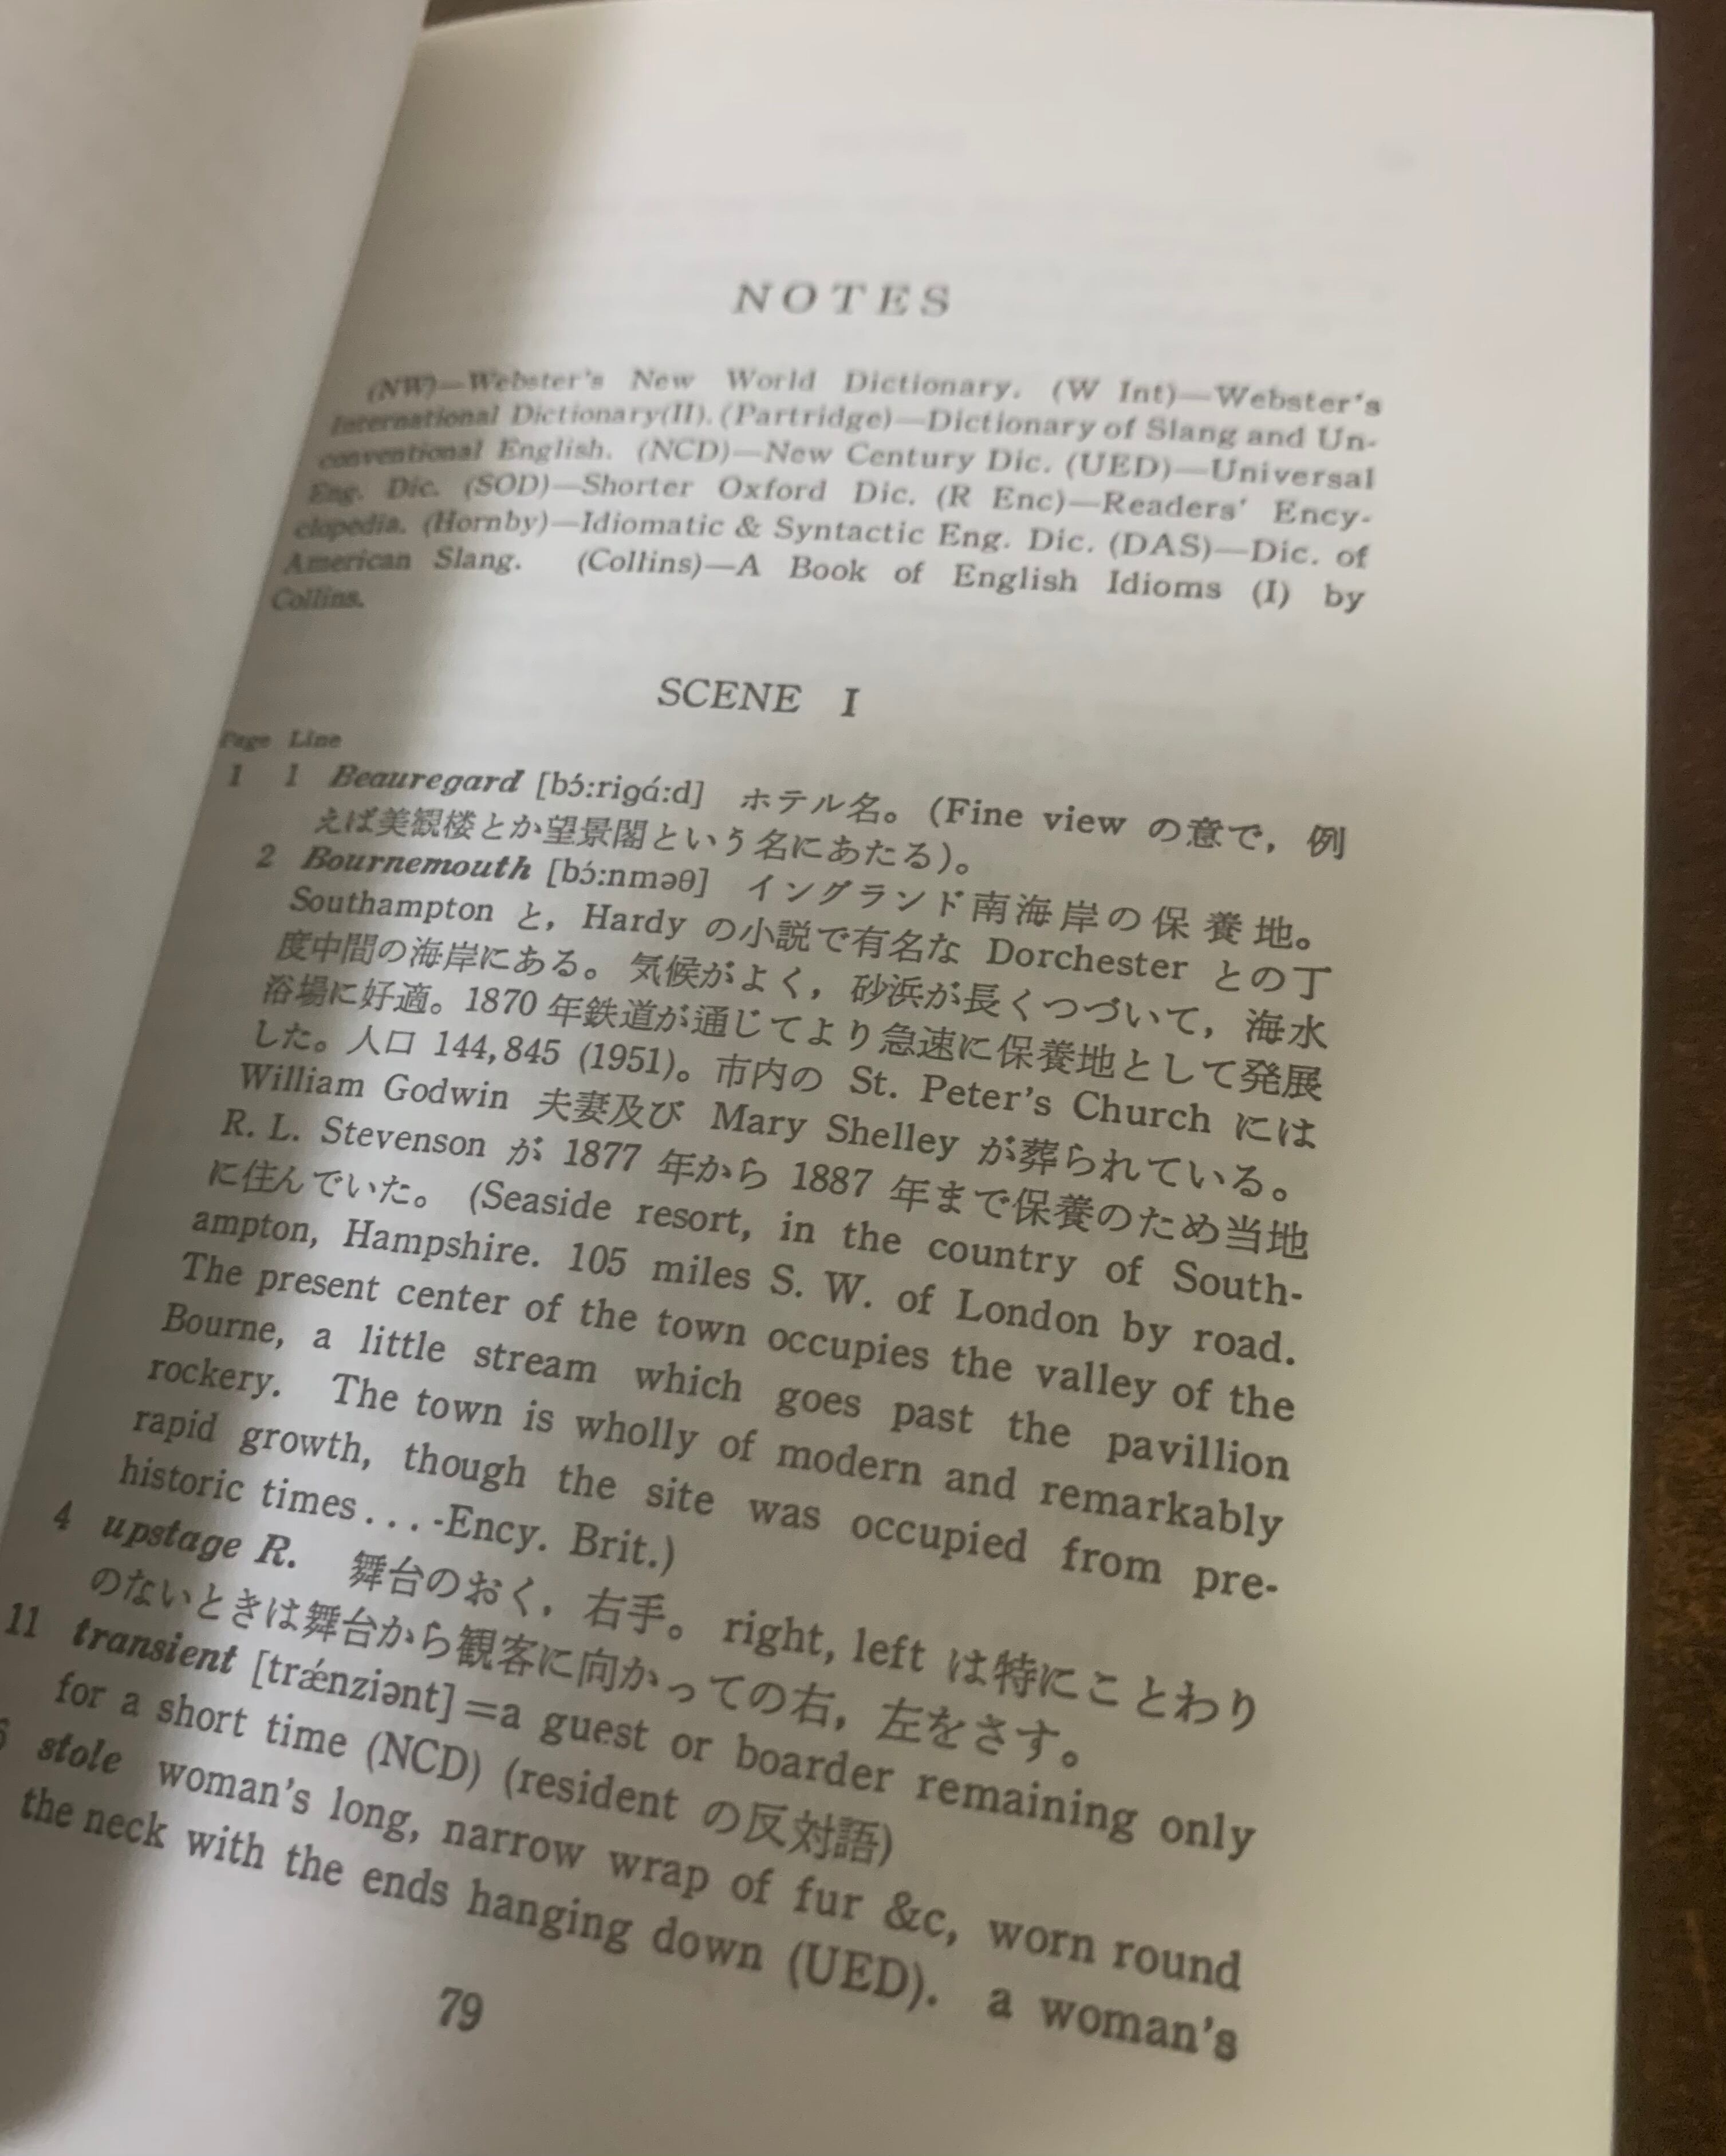 NOTES
(NW)—Webster's New World Dictionary. (W Int)—Webster's
International Dictionary(II). (Partridge)—Dictionary of Slang and Un-
conventional English. (NCD)—New Century Dic. (UED)—Universal
Eng. Dic. (SOD)—Shorter Oxford Dic. (R Enc)—Readers' Ency-
clopedia. (Hornby)—Idiomatic & Syntactic Eng. Dic. (DAS)—Dic. of
American Slang. (Collins)—A Book of English Idioms (I) by
Collins.
SCENE I
Page Line
1 1 Beauregard [bɔ́:rigɑ́:d] ホテル名。(Fine view の意で，例
えば美観楼とか望景閣という名にあたる)。
2 Bournemouth [bɔ́:nməθ] イングランド南海岸の保養地。
Southampton と，Hardy の小説で有名な Dorchester との丁
度中間の海岸にある。気候がよく，砂浜が長くつづいて，海水
浴場に好適。1870 年鉄道が通じてより急速に保養地として発展
した。人口 144,845 (1951)。市内の St. Peter's Church には
William Godwin 夫妻及び Mary Shelley が葬られている。
R. L. Stevenson が 1877 年から 1887 年まで保養のため当地
に住んでいた。 (Seaside resort, in the country of South-
ampton, Hampshire. 105 miles S. W. of London by road.
The present center of the town occupies the valley of the
Bourne, a little stream which goes past the pavillion
rockery. The town is wholly of modern and remarkably
rapid growth, though the site was occupied from pre-
historic times...-Ency. Brit.)
4 upstage R. 舞台のおく，右手。right, left は特にことわり
のないときは舞台から観客に向かっての右，左をさす。
11 transient [trǽnziənt]=a guest or boarder remaining only
for a short time (NCD) (resident の反対語)
stole woman's long, narrow wrap of fur &c, worn round
the neck with the ends hanging down (UED). a woman's
79